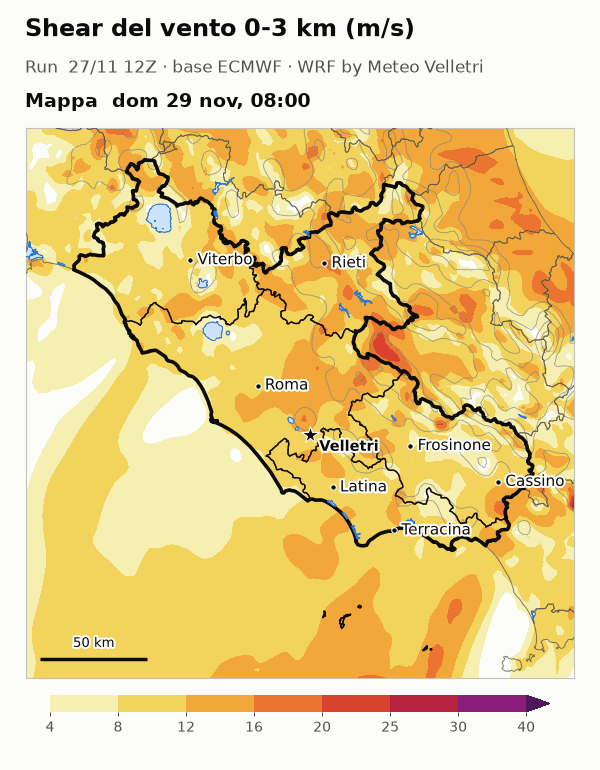 Shear del vento 0-3 km (m/s)
Run 27/11 12Z · base ECMWF · WRF by Meteo Velletri
Mappa dom 29 nov, 08:00
Viterbo
Rieti
Roma
Velletri
Frosinone
Latina
Cassino
Terracina
50 km
4 8 12 16 20 25 30 40